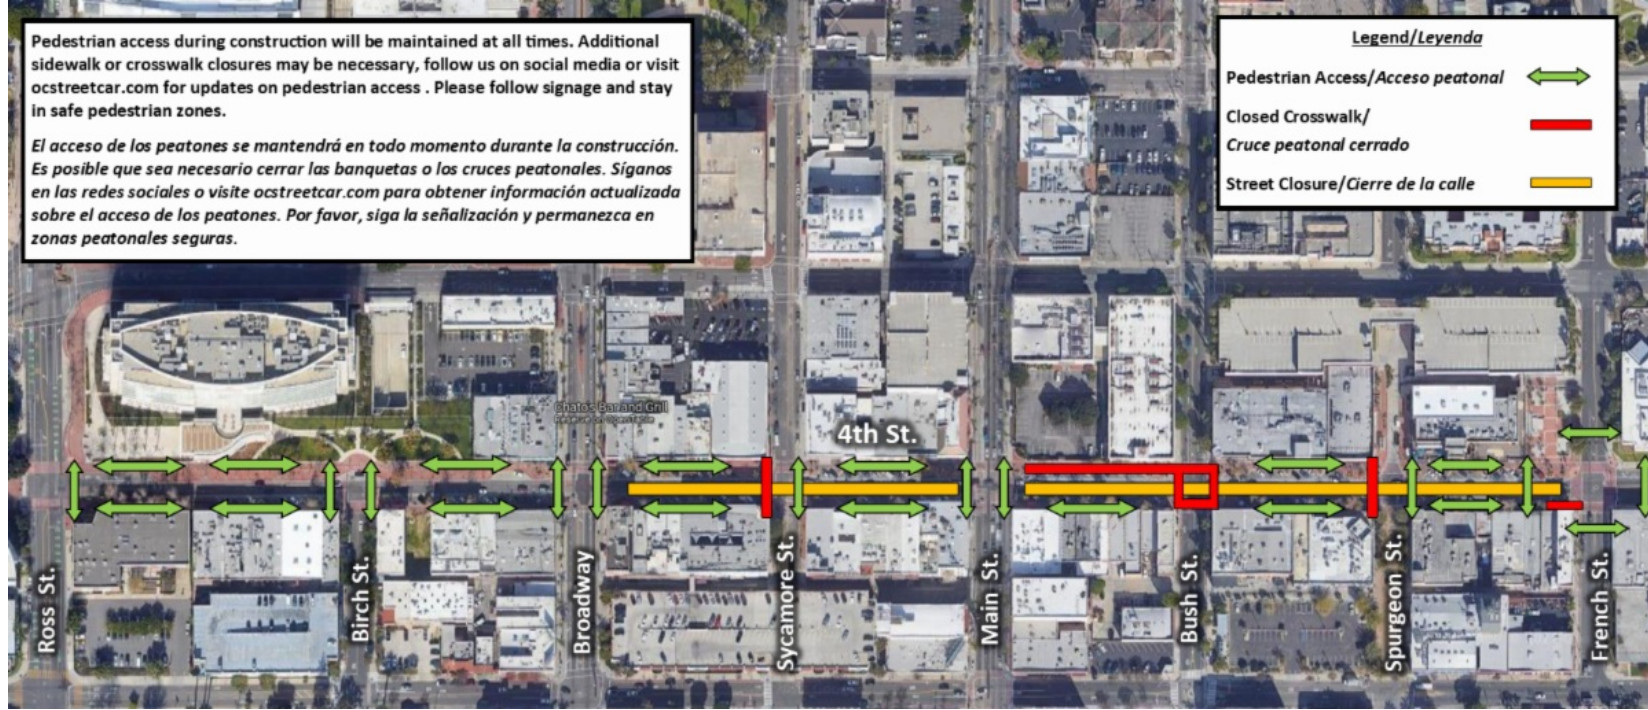 Pedestrian access during construction will be maintained at all times. Additional
sidewalk or crosswalk closures may be necessary, follow us on social media or visit
ocstreetcar.com for updates on pedestrian access . Please follow signage and stay
in safe pedestrian zones.
El acceso de los peatones se mantendrá en todo momento durante la construcción.
Es posible que sea necesario cerrar las banquetas o los cruces peatonales. Síganos
en las redes sociales o visite ocstreetcar.com para obtener información actualizada
sobre el acceso de los peatones. Por favor, siga la señalización y permanezca en
zonas peatonales seguras.
Legend/Leyenda
Pedestrian Access/Acceso peatonal
Closed Crosswalk/
Cruce peatonal cerrado
Street Closure/Cierre de la calle
Chato's Bar and Grill
4th St.
Ross St.
Birch St.
Broadway
Sycamore St.
Main St.
Bush St.
Spurgeon St.
French St.